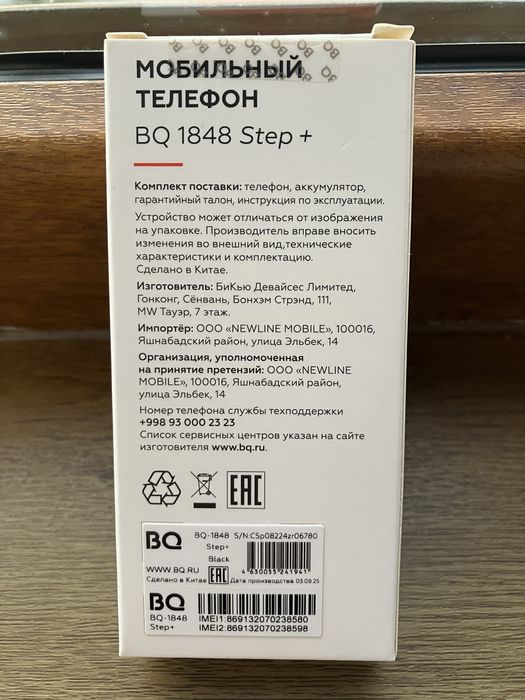 МОБИЛЬНЫЙ
ТЕЛЕФОН
BQ 1848 Step +
Комплект поставки: телефон, аккумулятор,
гарантийный талон, инструкция по эксплуатации.
Устройство может отличаться от изображения
на упаковке. Производитель вправе вносить
изменения во внешний вид,технические
характеристики и комплектацию.
Сделано в Китае.
Изготовитель: БиКью Девайсес Лимитед,
Гонконг, Сёнвань, Бонхэм Стрэнд, 111,
MW Тауэр, 7 этаж.
Импортёр: ООО «NEWLINE MOBILE», 100016,
Яшнабадский район, улица Эльбек, 14
Организация, уполномоченная
на принятие претензий: ООО «NEWLINE
MOBILE», 100016, Яшнабадский район,
улица Эльбек, 14
Номер телефона службы техподдержки
+998 93 000 23 23
Список сервисных центров указан на сайте
изготовителя www.bq.ru.
EAC
BQ BQ-1848 S/N:CSp08224zr06780
Step+
Black
4 630055 241941
WWW.BQ.RU
Сделано в Китае EAC Дата производства 03.09.25
BQ
BQ-1848 IMEI1:869132070238580
Step+ IMEI2:869132070238598